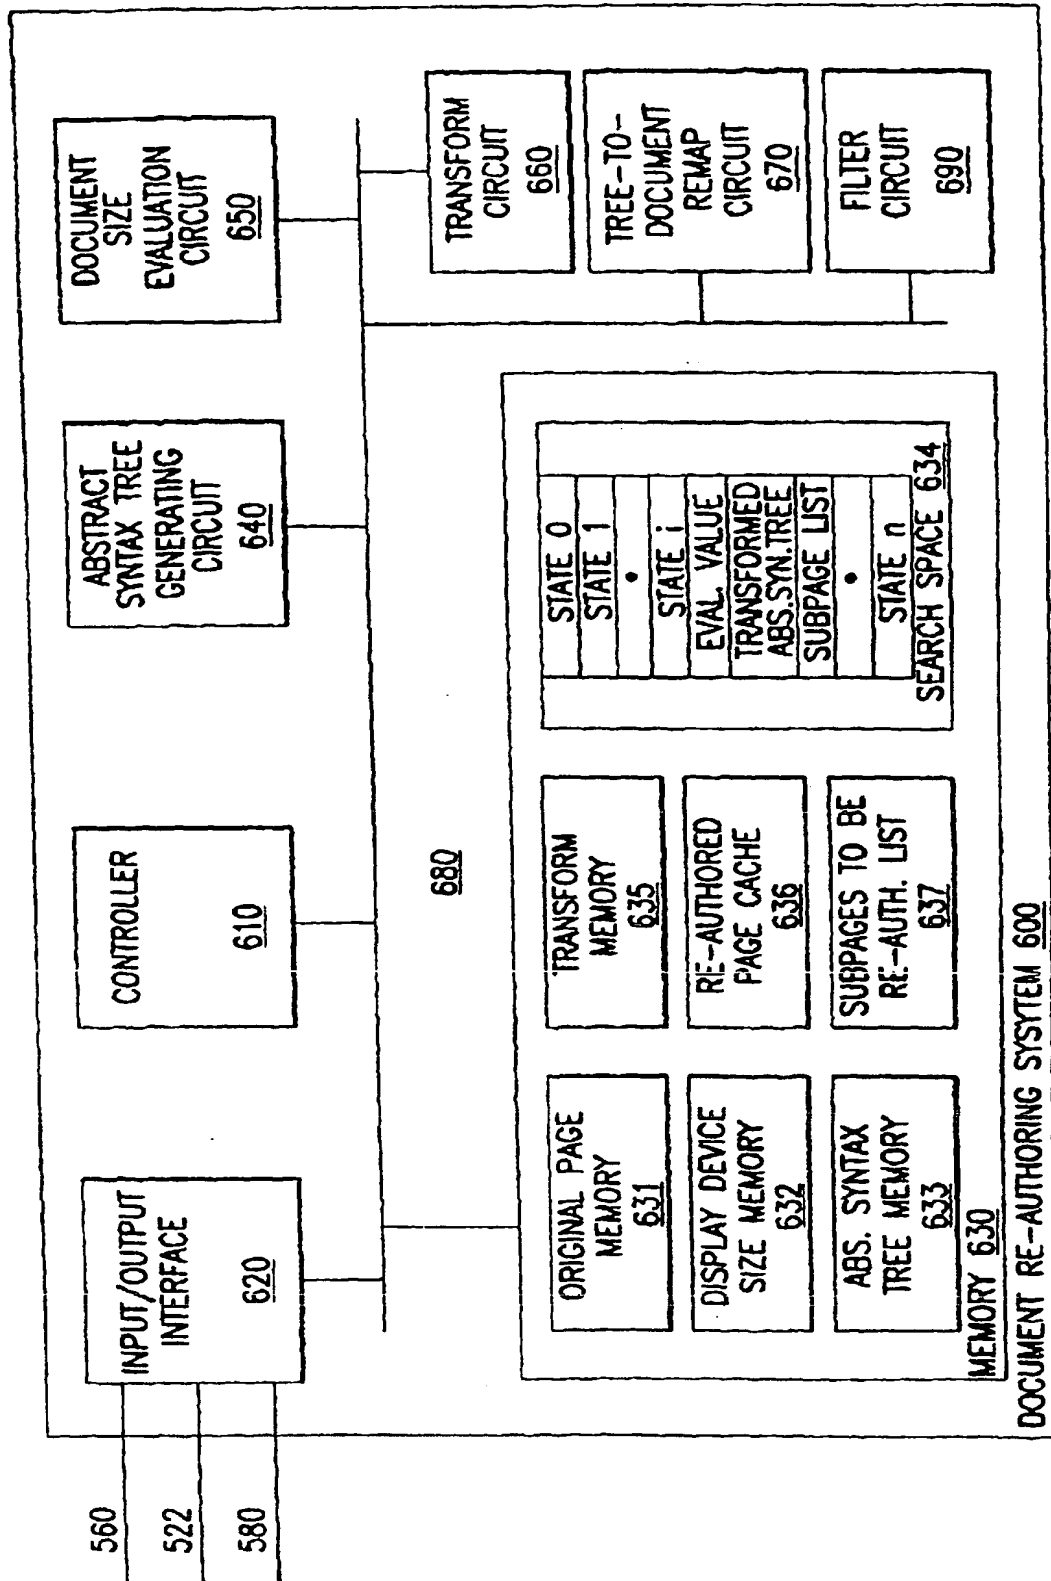 560
522
580
INPUT/OUTPUT
INTERFACE
620
CONTROLLER
610
ABSTRACT
SYNTAX TREE
GENERATING
CIRCUIT
640
DOCUMENT
SIZE
EVALUATION
CIRCUIT
650
680
TRANSFORM
CIRCUIT
660
TREE-TO-
DOCUMENT
REMAP
CIRCUIT
670
FILTER
CIRCUIT
690
ORIGINAL PAGE
MEMORY
631
DISPLAY DEVICE
SIZE MEMORY
632
ABS. SYNTAX
TREE MEMORY
633
TRANSFORM
MEMORY
635
RE-AUTHORED
PAGE CACHE
636
SUBPAGES TO BE
RE-AUTH. LIST
637
STATE 0
STATE 1
•
STATE i
EVAL. VALUE
TRANSFORMED
ABS.SYN.TREE
SUBPAGE LIST
•
STATE n
SEARCH SPACE 634
MEMORY 630
DOCUMENT RE-AUTHORING SYSYTEM 600